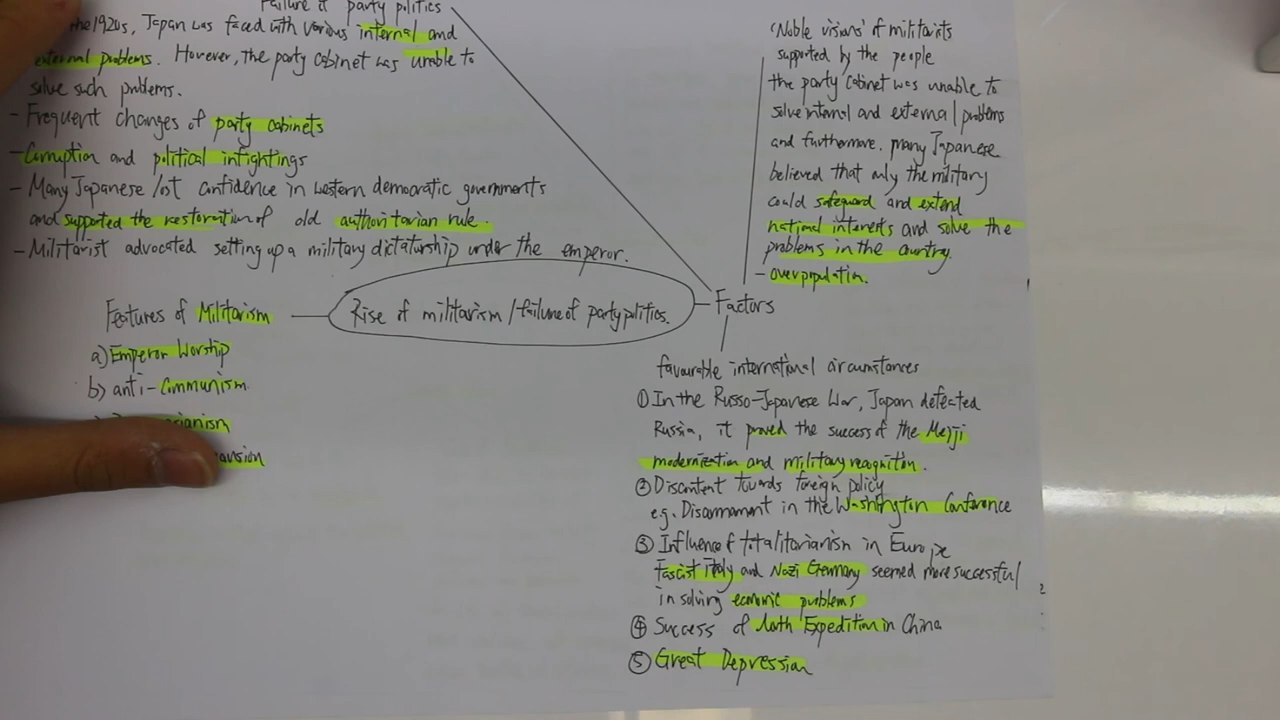 Failure of party politics
the 1920s, Japan was faced with various internal and
external problems. However, the party cabinet was unable to
solve such problems.
- Frequent changes of party cabinets
- Corruption and political infightings
- Many Japanese lost confidence in western democratic governments
and supported the restoration of old authoritarian rule.
- Militarist advocated setting up a military dictatorship under the emperor.
'Noble visions' of militarists
supported by the people
the party cabinet was unable to
solve internal and external problems
and furthermore, many Japanese
believed that only the military
could safeguard and extend
national interests and solve the
problems in the country.
- overpopulation.
Rise of militarism / failure of party politics.
Factors
Features of Militarism
a) Emperor Worship
b) anti-Communism
favourable international circumstances
① In the Russo-Japanese War, Japan defeated
Russia, it proved the success of the Meiji
modernization and military recognition.
② Discontent towards foreign policy
e.g. Disarmament in the Washington Conference
③ Influence of totalitarianism in Europe
Fascist Italy and Nazi Germany seemed more successful
in solving economic problems
④ Success of Expedition in China
⑤ Great Depression